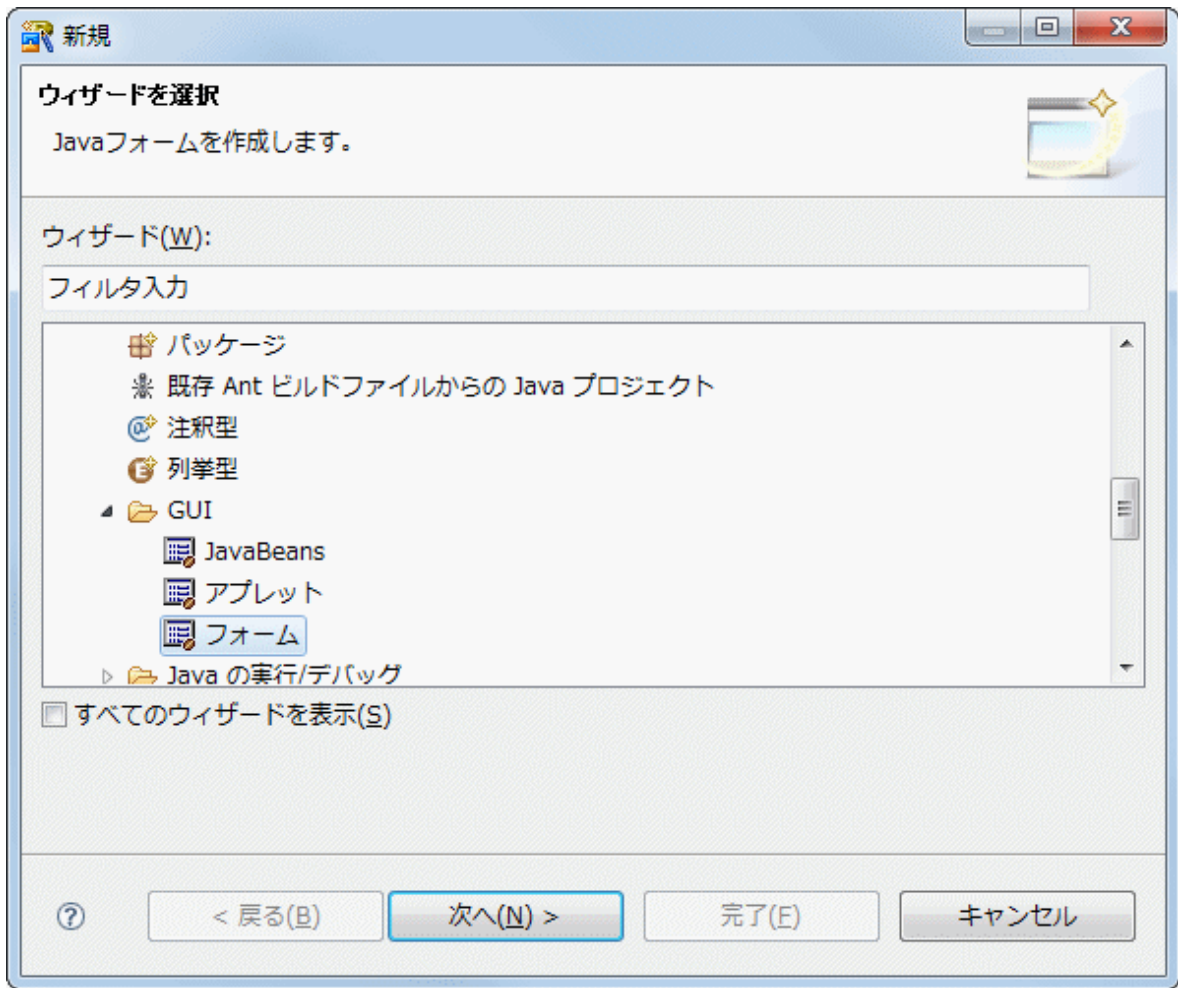 新規
ウィザードを選択
Javaフォームを作成します。
ウィザード(W):
フィルタ入力
パッケージ
既存 Ant ビルドファイルからの Java プロジェクト
注釈型
列挙型
GUI
JavaBeans
アプレット
フォーム
Java の実行/デバッグ
すべてのウィザードを表示(S)
< 戻る(B) 次へ(N) > 完了(F) キャンセル